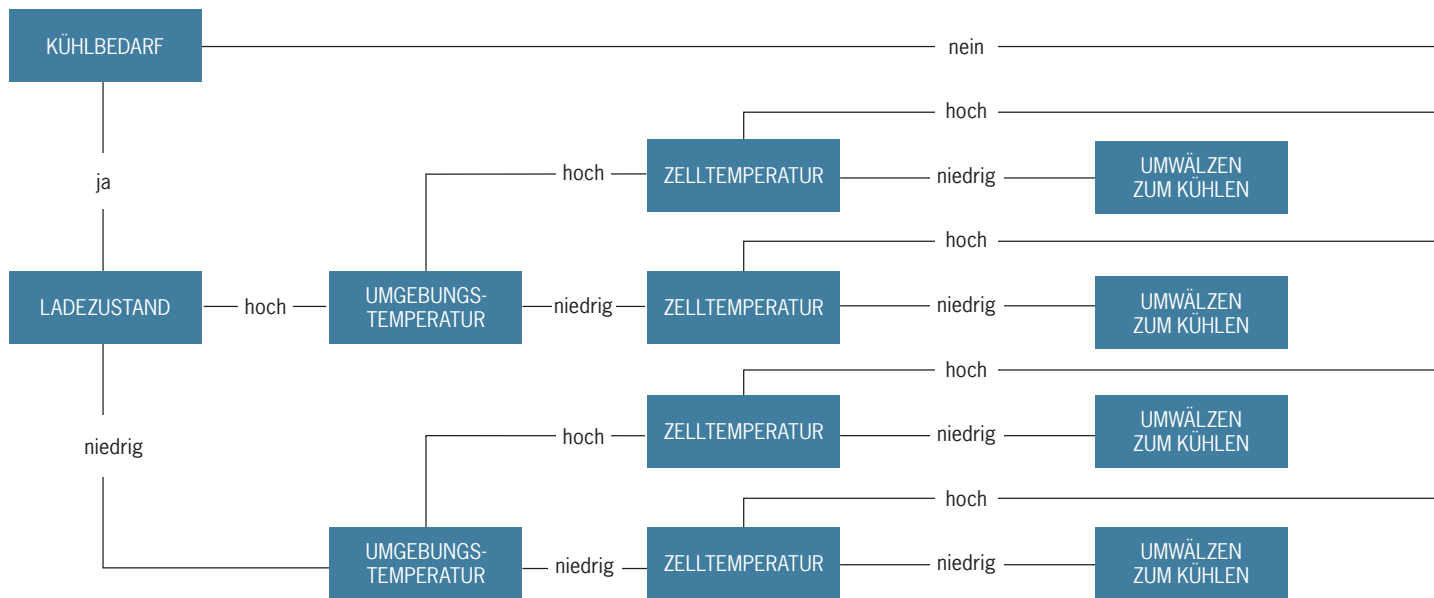 KÜHLBEDARF
nein
hoch
ja
hoch
ZELLTEMPERATUR
niedrig
UMWÄLZEN
ZUM KÜHLEN
hoch
LADEZUSTAND
hoch
UMGEBUNGS-
TEMPERATUR
niedrig
ZELLTEMPERATUR
niedrig
UMWÄLZEN
ZUM KÜHLEN
hoch
niedrig
hoch
ZELLTEMPERATUR
niedrig
UMWÄLZEN
ZUM KÜHLEN
hoch
UMGEBUNGS-
TEMPERATUR
niedrig
ZELLTEMPERATUR
niedrig
UMWÄLZEN
ZUM KÜHLEN